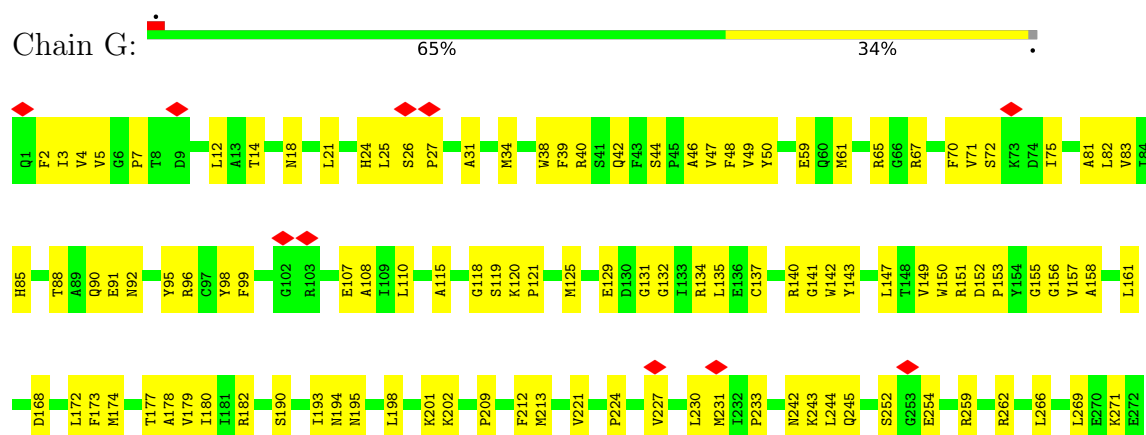 Chain G:
65% 34%
Q1 F2 I3 V4 V5 G6 P7 T8 D9 L12 A13 T14 N18 L21 H24 L25 S26 P27 A31 M34 W38 F39 R40 S41 Q42 F43 S44 P45 A46 V47 F48 V49 Y50 E59 Q60 M61 R65 G66 R67 F70 V71 S72 K73 D74 I75 A81 L82 V83 I84
H85 T88 A89 Q90 E91 N92 Y95 R96 C97 Y98 F99 G102 R103 E107 A108 I109 L110 A115 G118 S119 K120 P121 M125 E129 D130 G131 G132 I133 R134 L135 E136 C137 R140 G141 W142 Y143 L147 T148 V149 W150 R151 D152 P153 Y154 G155 G156 V157 A158 L161
D168 L172 F173 M174 T177 A178 V179 I180 I181 R182 S190 I193 N194 N195 L198 K201 K202 P209 F212 M213 V221 P224 V227 L230 M231 I232 P233 N242 K243 L244 Q245 S252 G253 E254 R259 R262 L266 L269 E270 K271 E272